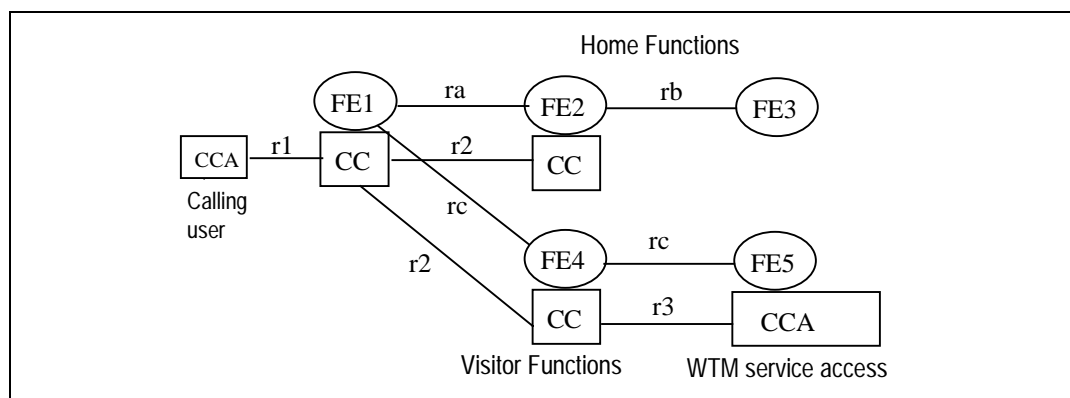 Home Functions
FE1
ra
FE2
rb
FE3
CCA
r1
CC
r2
CC
Calling
user
rc
r2
FE4
rc
FE5
CC
r3
CCA
Visitor Functions
WTM service access